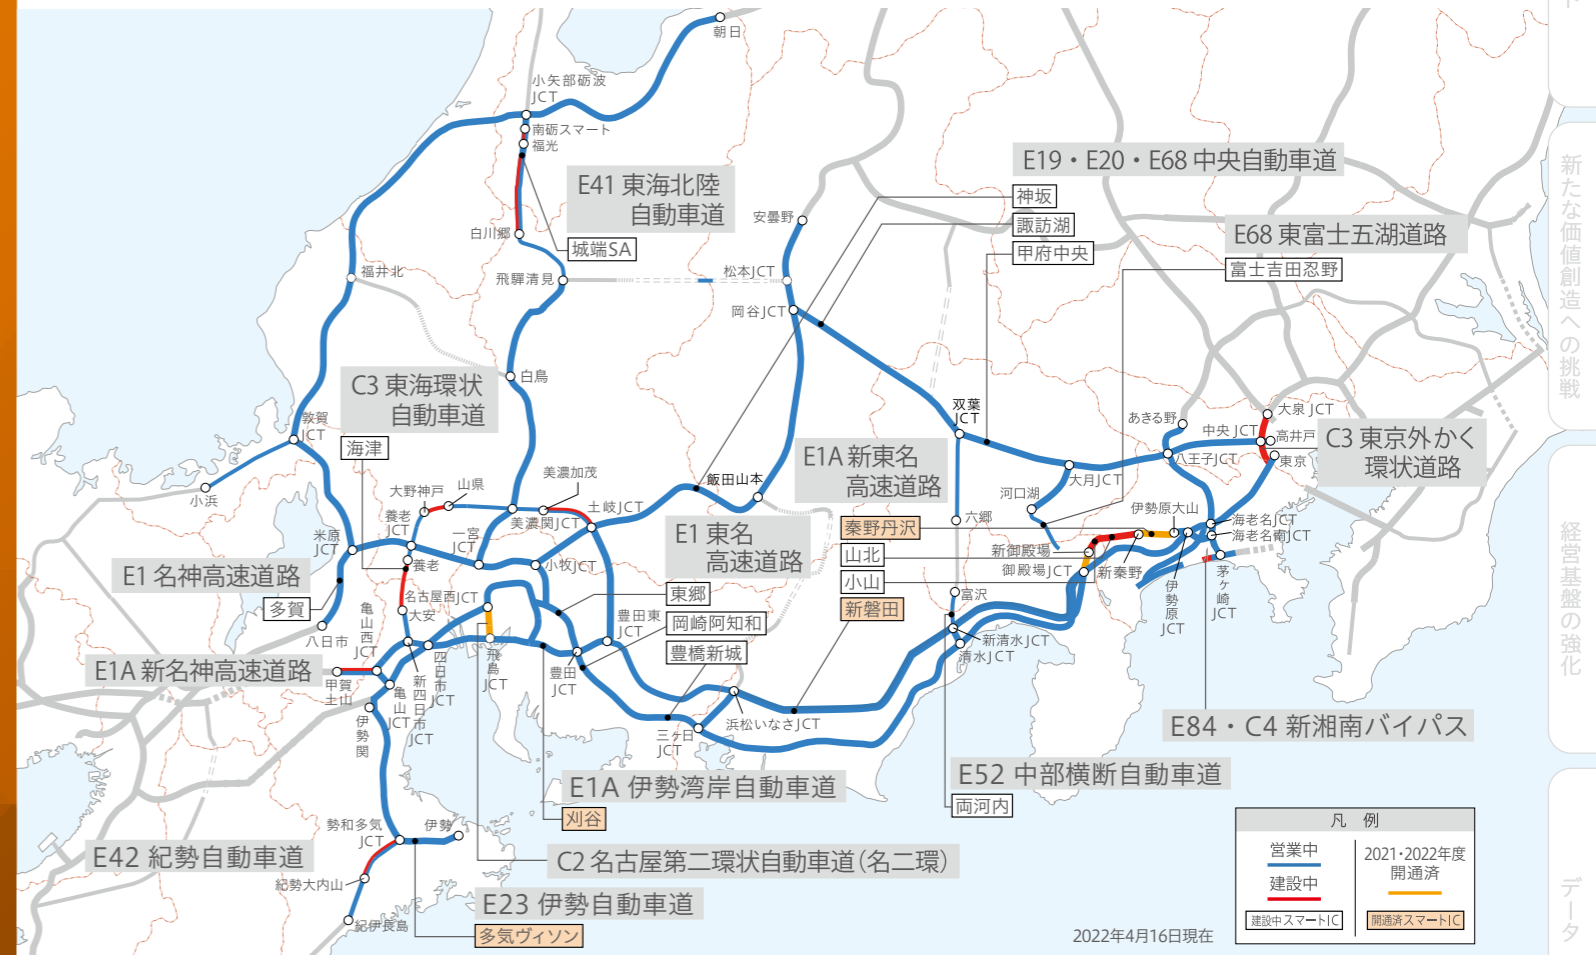 朝日
小矢部砺波
JCT
南砺スマート
福光
E41 東海北陸
自動車道
白川郷
城端SA
飛騨清見
安曇野
松本JCT
岡谷JCT
福井北
白鳥
E19・E20・E68 中央自動車道
神坂
諏訪湖
甲府中央
E68 東富士五湖道路
富士吉田忍野
C3 東海環状
自動車道
海津
敦賀
JCT
小浜
大野神戸
山県
養老
JCT
美濃加茂
美濃関JCT
土岐JCT
飯田山本
米原
JCT
一宮
JCT
養老
小牧JCT
E1 名神高速道路
多賀
八日市
名古屋西JCT
大安
亀山西JCT
E1A 新名神高速道路
甲賀
土山
亀山JCT
新四日市JCT
四日市JCT
飛島JCT
伊勢関
豊田東
JCT
豊田
JCT
東郷
岡崎阿知和
豊橋新城
三ヶ日
JCT
浜松いなさJCT
E1 東名
高速道路
E1A 新東名
高速道路
双葉
JCT
六郷
秦野丹沢
山北
小山
新磐田
大月JCT
河口湖
新御殿場
御殿場JCT
新秦野
伊勢原大山
伊勢原JCT
茅ヶ崎JCT
海老名JCT
海老名南JCT
あきる野
八王子JCT
中央JCT
大泉JCT
高井戸
東京
C3 東京外かく
環状道路
富沢
新清水JCT
清水JCT
E84・C4 新湘南バイパス
E52 中部横断自動車道
両河内
E1A 伊勢湾岸自動車道
刈谷
C2 名古屋第二環状自動車道（名二環）
E42 紀勢自動車道
勢和多気
JCT
伊勢
紀勢大内山
紀伊長島
E23 伊勢自動車道
多気ヴィソン
2022年4月16日現在
凡 例
営業中
建設中
建設中スマートIC
2021・2022年度
開通済
開通済スマートIC
ト
新たな価値創造への挑戦
経営基盤の強化
データ